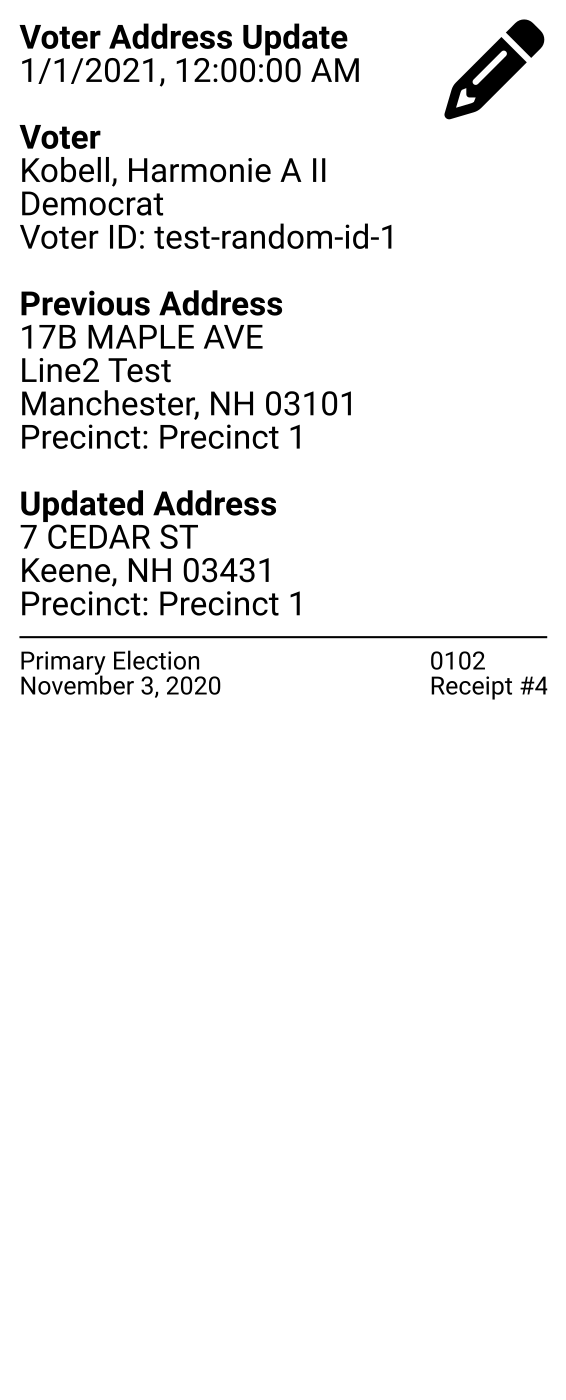 Voter Address Update
1/1/2021, 12:00:00 AM
Voter
Kobell, Harmonie A II
Democrat
Voter ID: test-random-id-1
Previous Address
17B MAPLE AVE
Line2 Test
Manchester, NH 03101
Precinct: Precinct 1
Updated Address
7 CEDAR ST
Keene, NH 03431
Precinct: Precinct 1
Primary Election
November 3, 2020
0102
Receipt #4